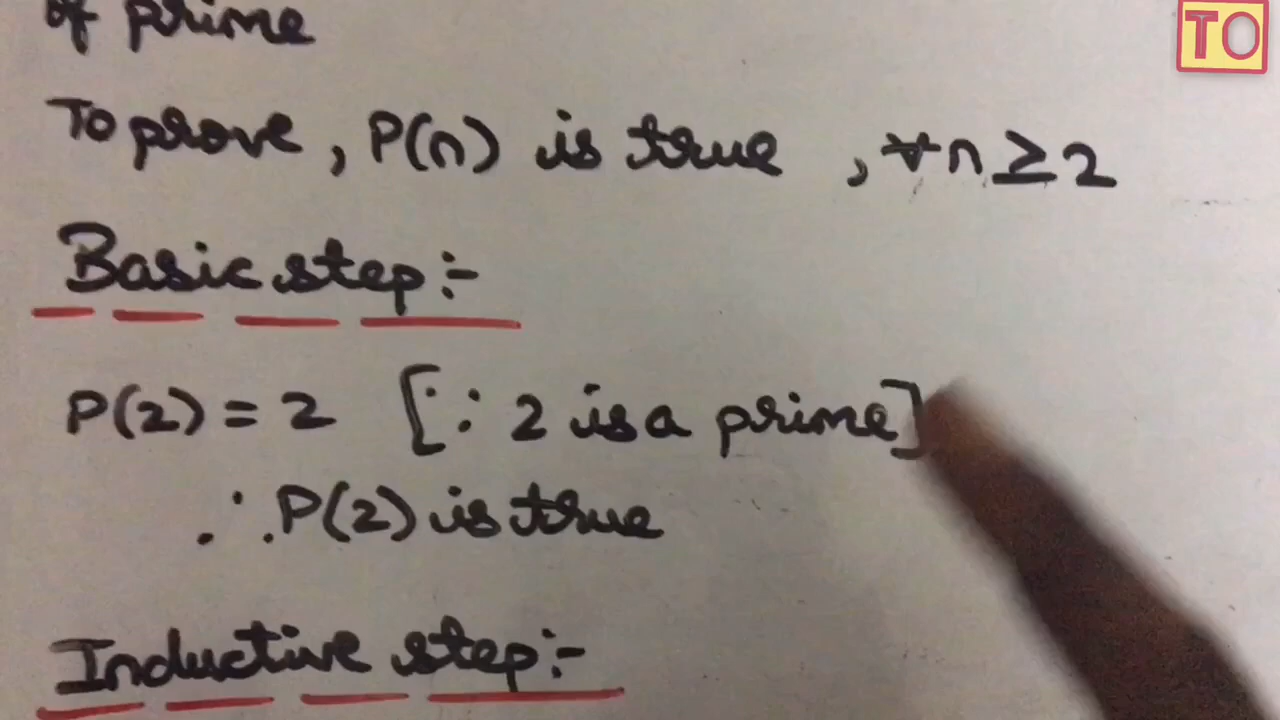 of prime
TO
To prove, P(n) is true , ∀n ≥ 2
Basic step:-
P(2) = 2 [∵ 2 is a prime]
∴ P(2) is true
Inductive step:-